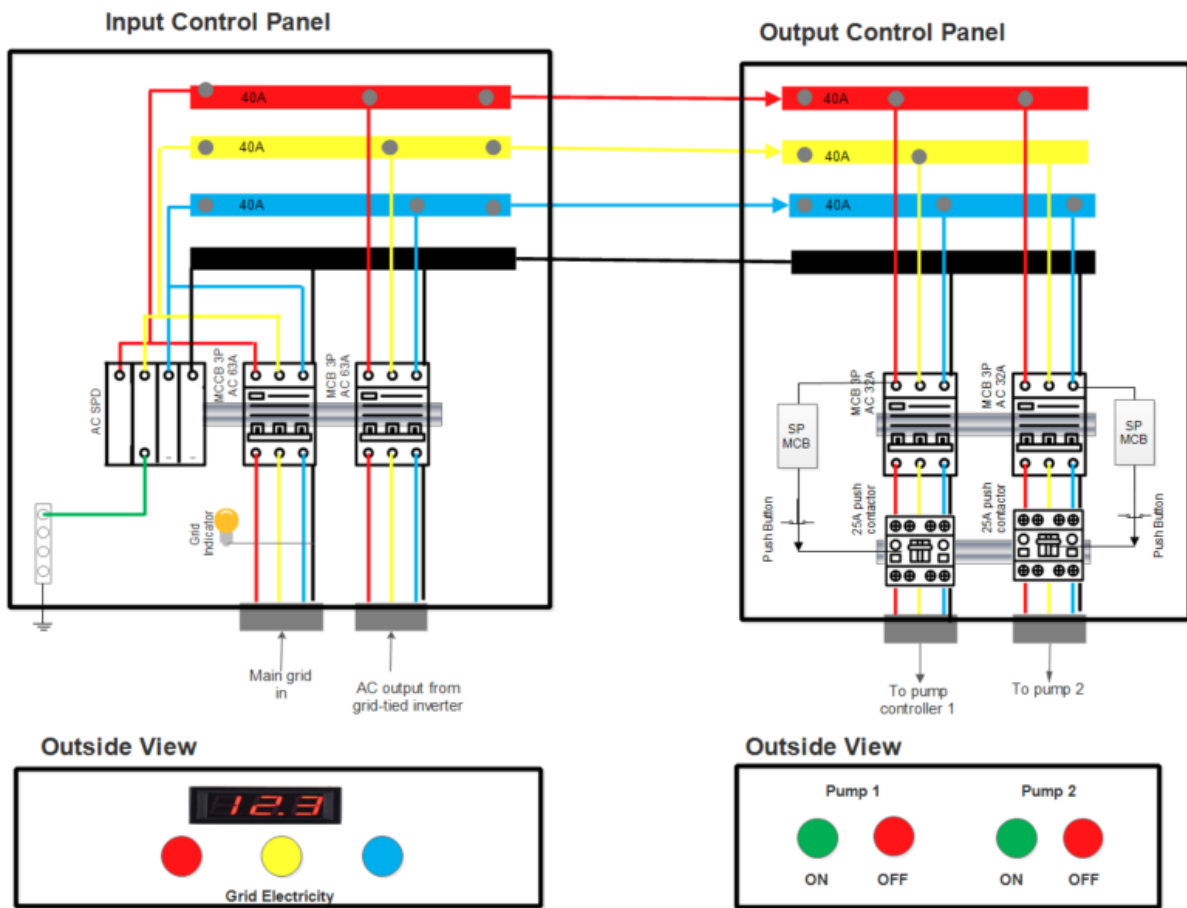 Input Control Panel
Output Control Panel
40A
40A
40A
40A
40A
40A
AC SPD
MCCB 3P
AC 63A
MCB 3P
AC 63A
MCB 3P
AC 32A
MCB 3P
AC 32A
SP
MCB
SP
MCB
Grid
Indicator
Push Button
25A push
contactor
25A push
contactor
Push Button
Main grid
in
AC output from
grid-tied inverter
To pump
controller 1
To pump 2
Outside View
Outside View
12.3
Grid Electricity
Pump 1
Pump 2
ON
OFF
ON
OFF